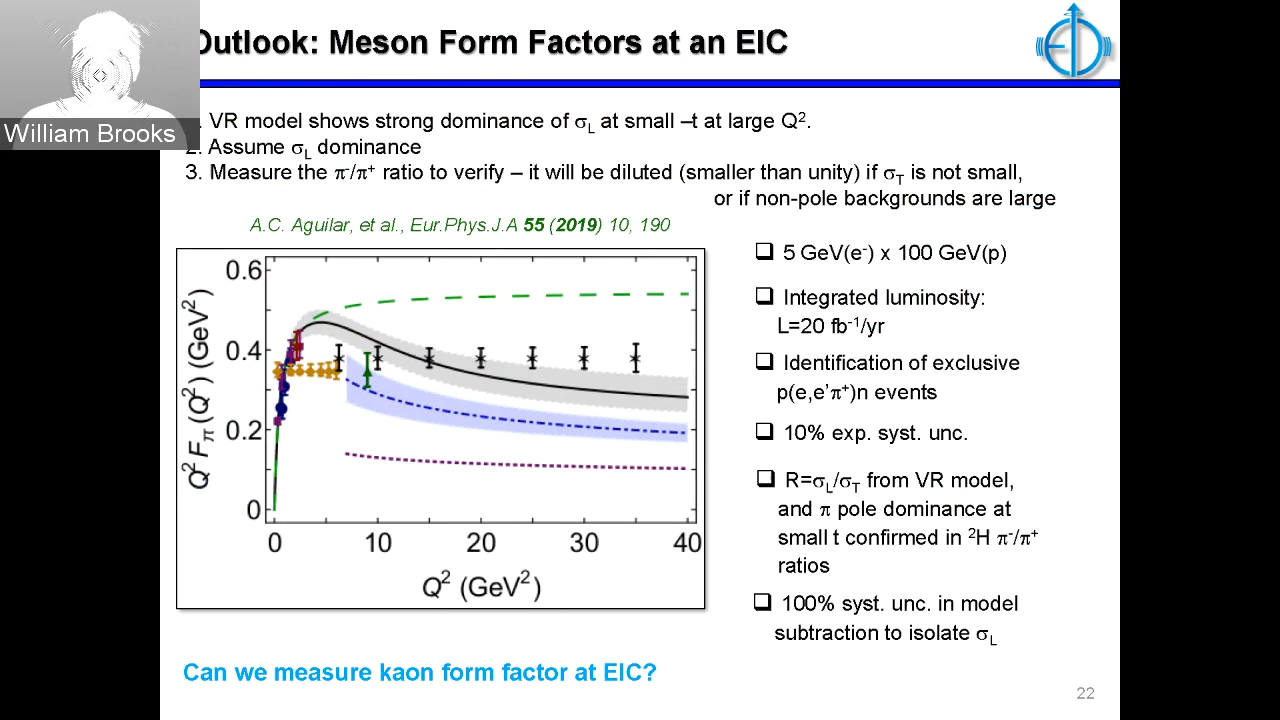 Outlook: Meson Form Factors at an EIC
EIC
William Brooks
. VR model shows strong dominance of σL at small –t at large Q².
2. Assume σL dominance
3. Measure the π-/π+ ratio to verify – it will be diluted (smaller than unity) if σT is not small,
or if non-pole backgrounds are large
A.C. Aguilar, et al., Eur.Phys.J.A 55 (2019) 10, 190
0.6
0.4
0.2
0
Q² Fπ (Q²) (GeV²)
0 10 20 30 40
Q² (GeV²)
❑ 5 GeV(e-) x 100 GeV(p)
❑ Integrated luminosity:
L=20 fb-1/yr
❑ Identification of exclusive
p(e,e'π+)n events
❑ 10% exp. syst. unc.
❑ R=σL/σT from VR model,
and π pole dominance at
small t confirmed in ²H π-/π+
ratios
❑ 100% syst. unc. in model
subtraction to isolate σL
Can we measure kaon form factor at EIC?
22